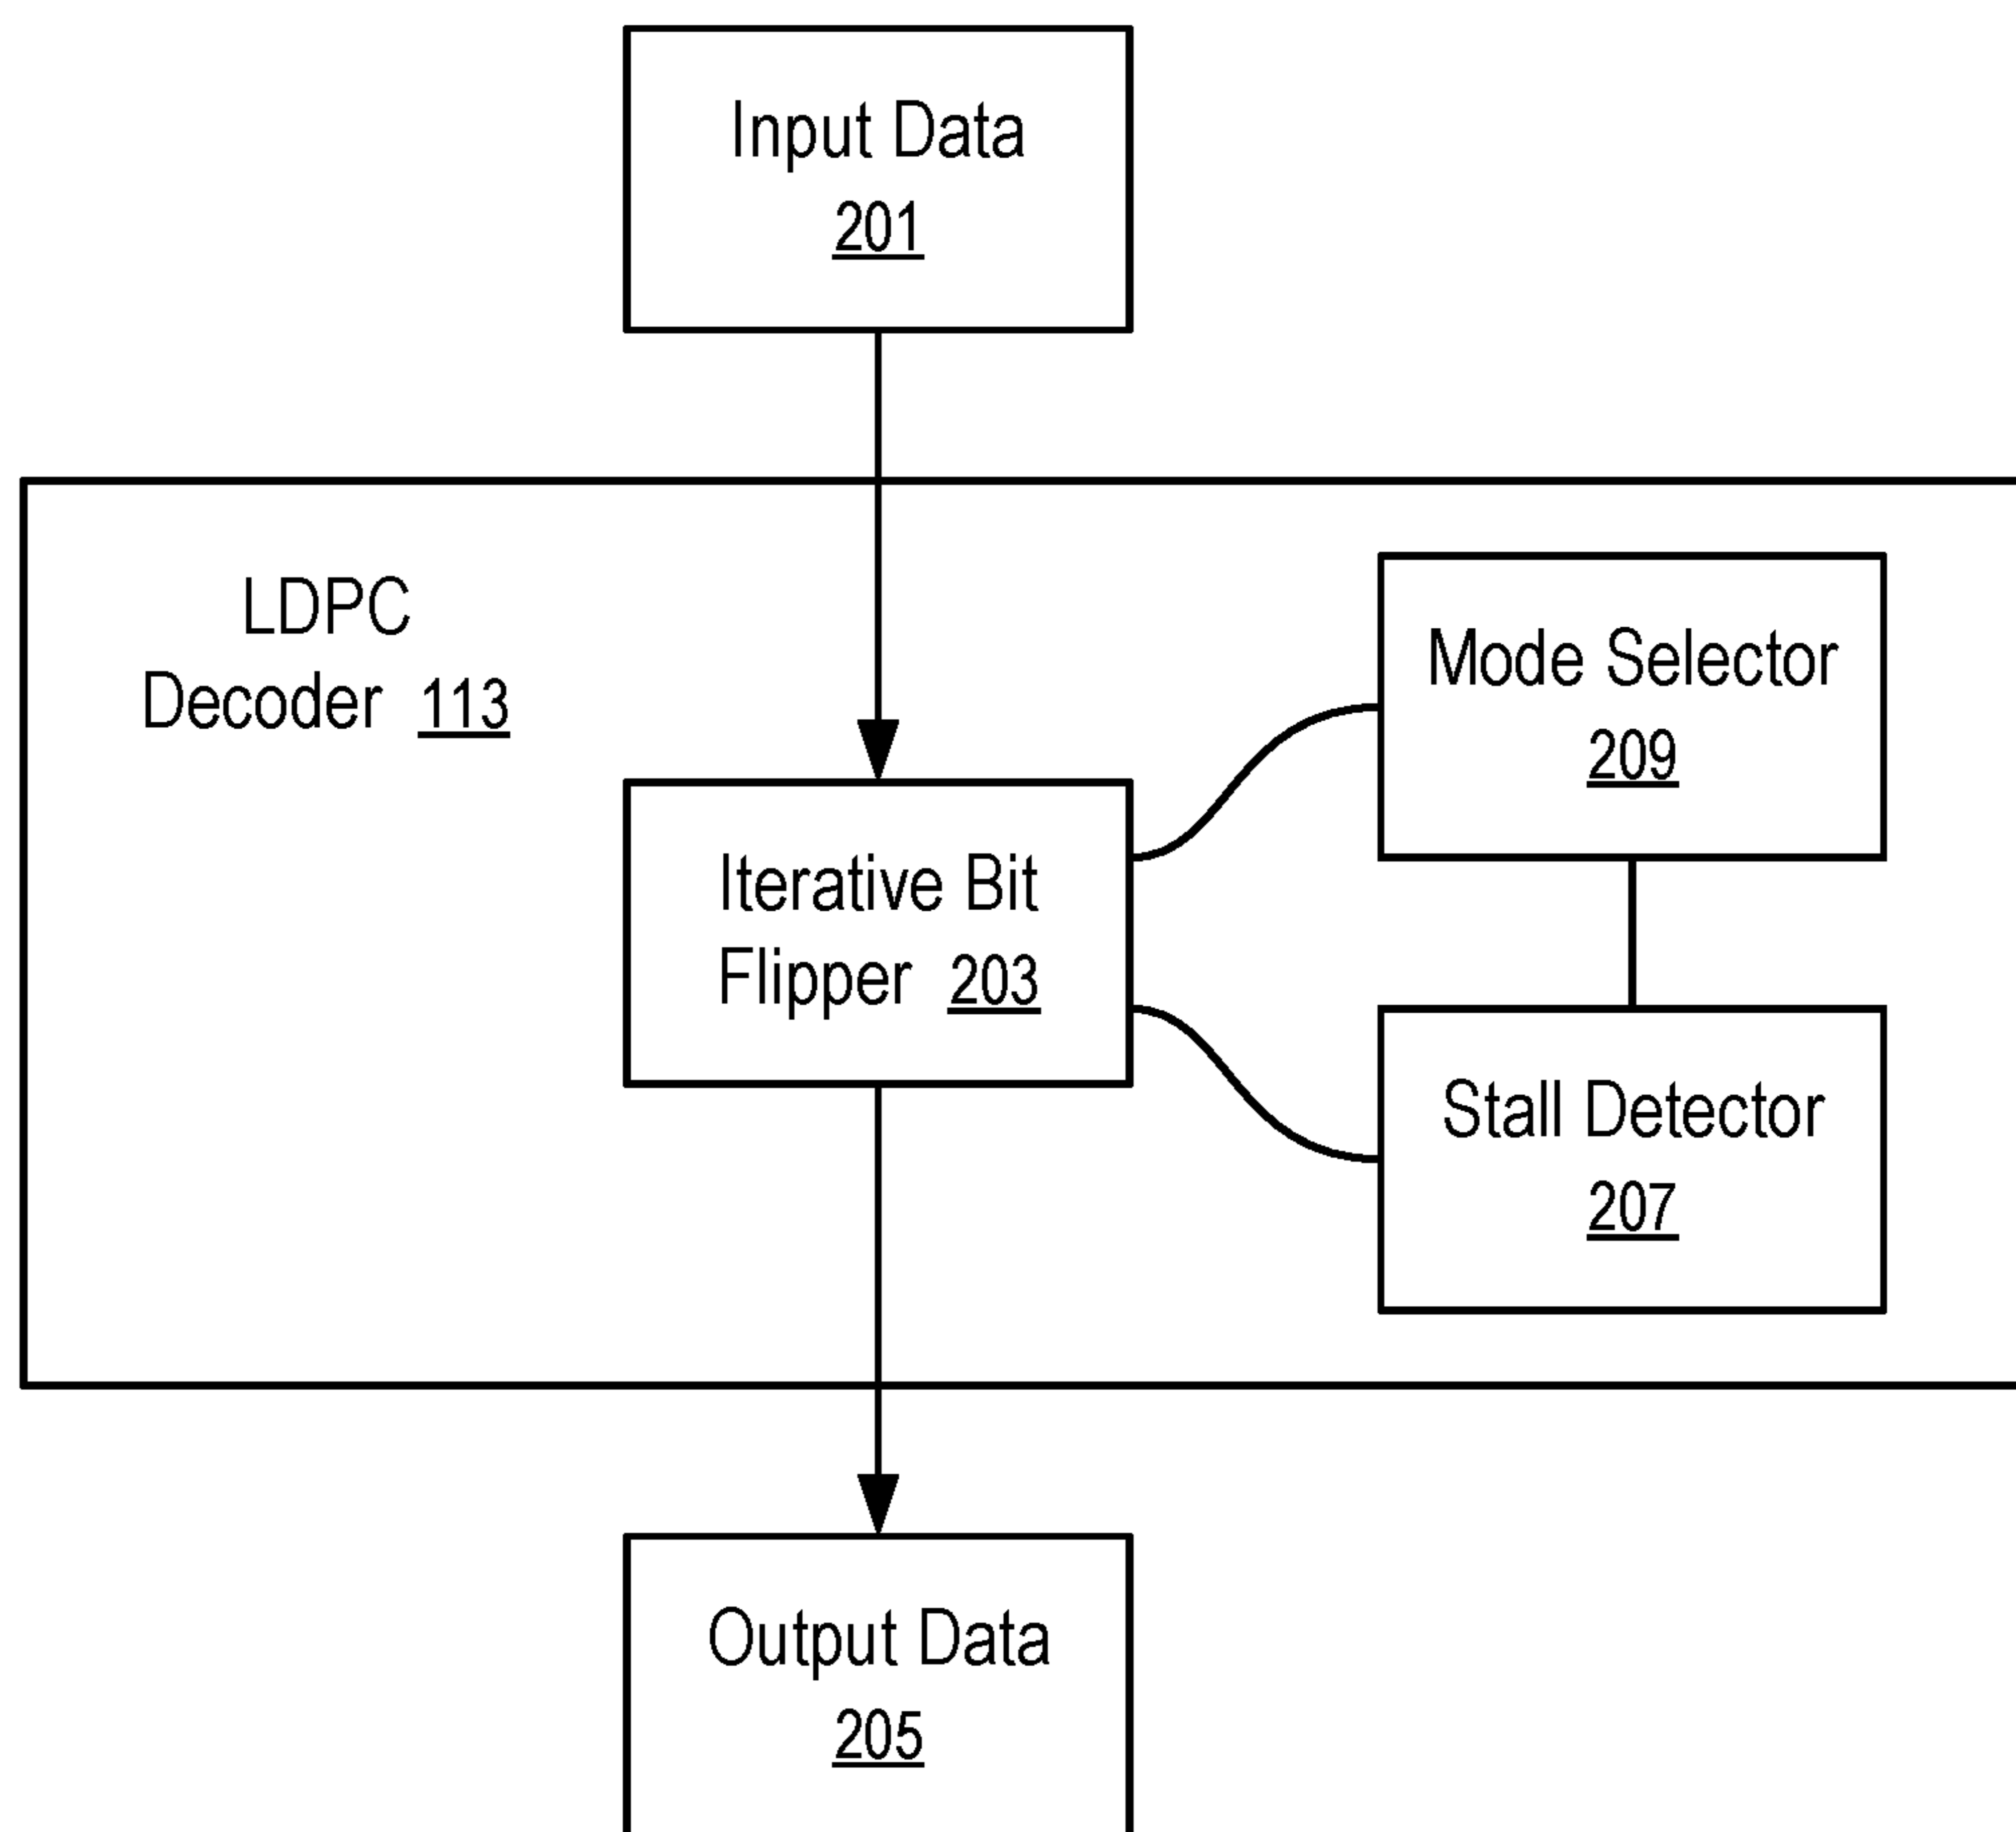 Input Data
201
LDPC
Decoder 113
Mode Selector
209
Iterative Bit
Flipper 203
Stall Detector
207
Output Data
205